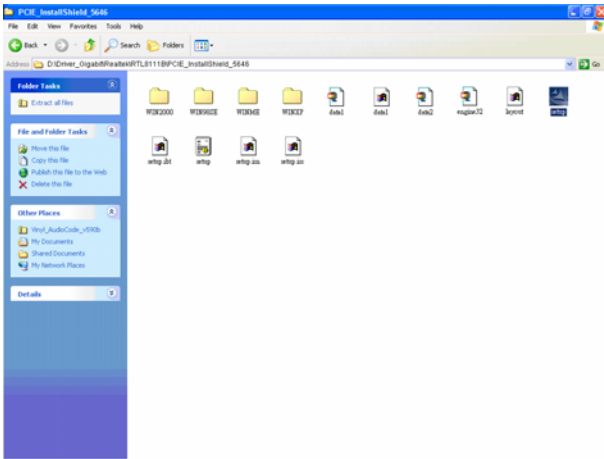 PCIE_InstallShield_5646
File Edit View Favorites Tools Help
Back Search Folders
Address D:\Driver_Gigabit\Realtek\RTL8111B\PCIE_InstallShield_5646 Go
Folder Tasks
Extract all files
File and Folder Tasks
Move this file
Copy this file
Publish this file to the Web
Delete this file
Other Places
Vinyl_AudioCode_v590b
My Documents
Shared Documents
My Network Places
Details
WIN2000 WIN98SE WINME WINXP data1 data1 data2 engine32 layout setup
setup.ibt setup setup.inx setup.iss